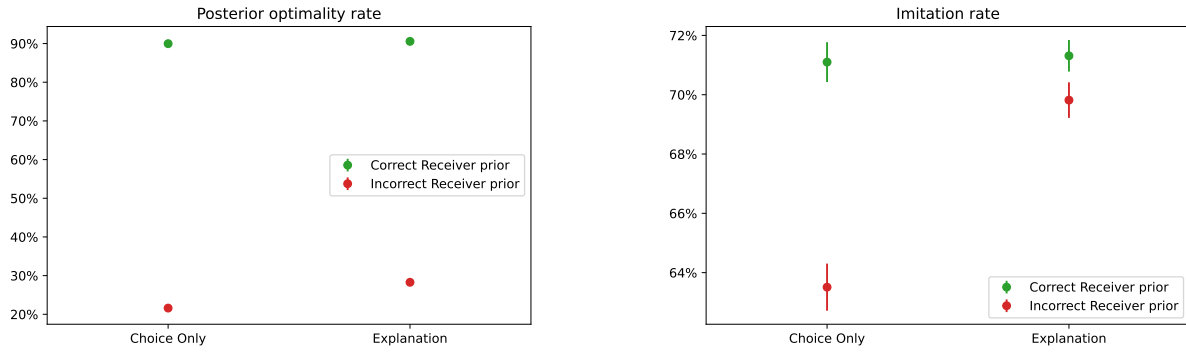 Posterior optimality rate
90%
80%
70%
60%
50%
40%
30%
20%
Correct Receiver prior
Incorrect Receiver prior
Choice Only
Explanation
Imitation rate
72%
70%
68%
66%
64%
Correct Receiver prior
Incorrect Receiver prior
Choice Only
Explanation